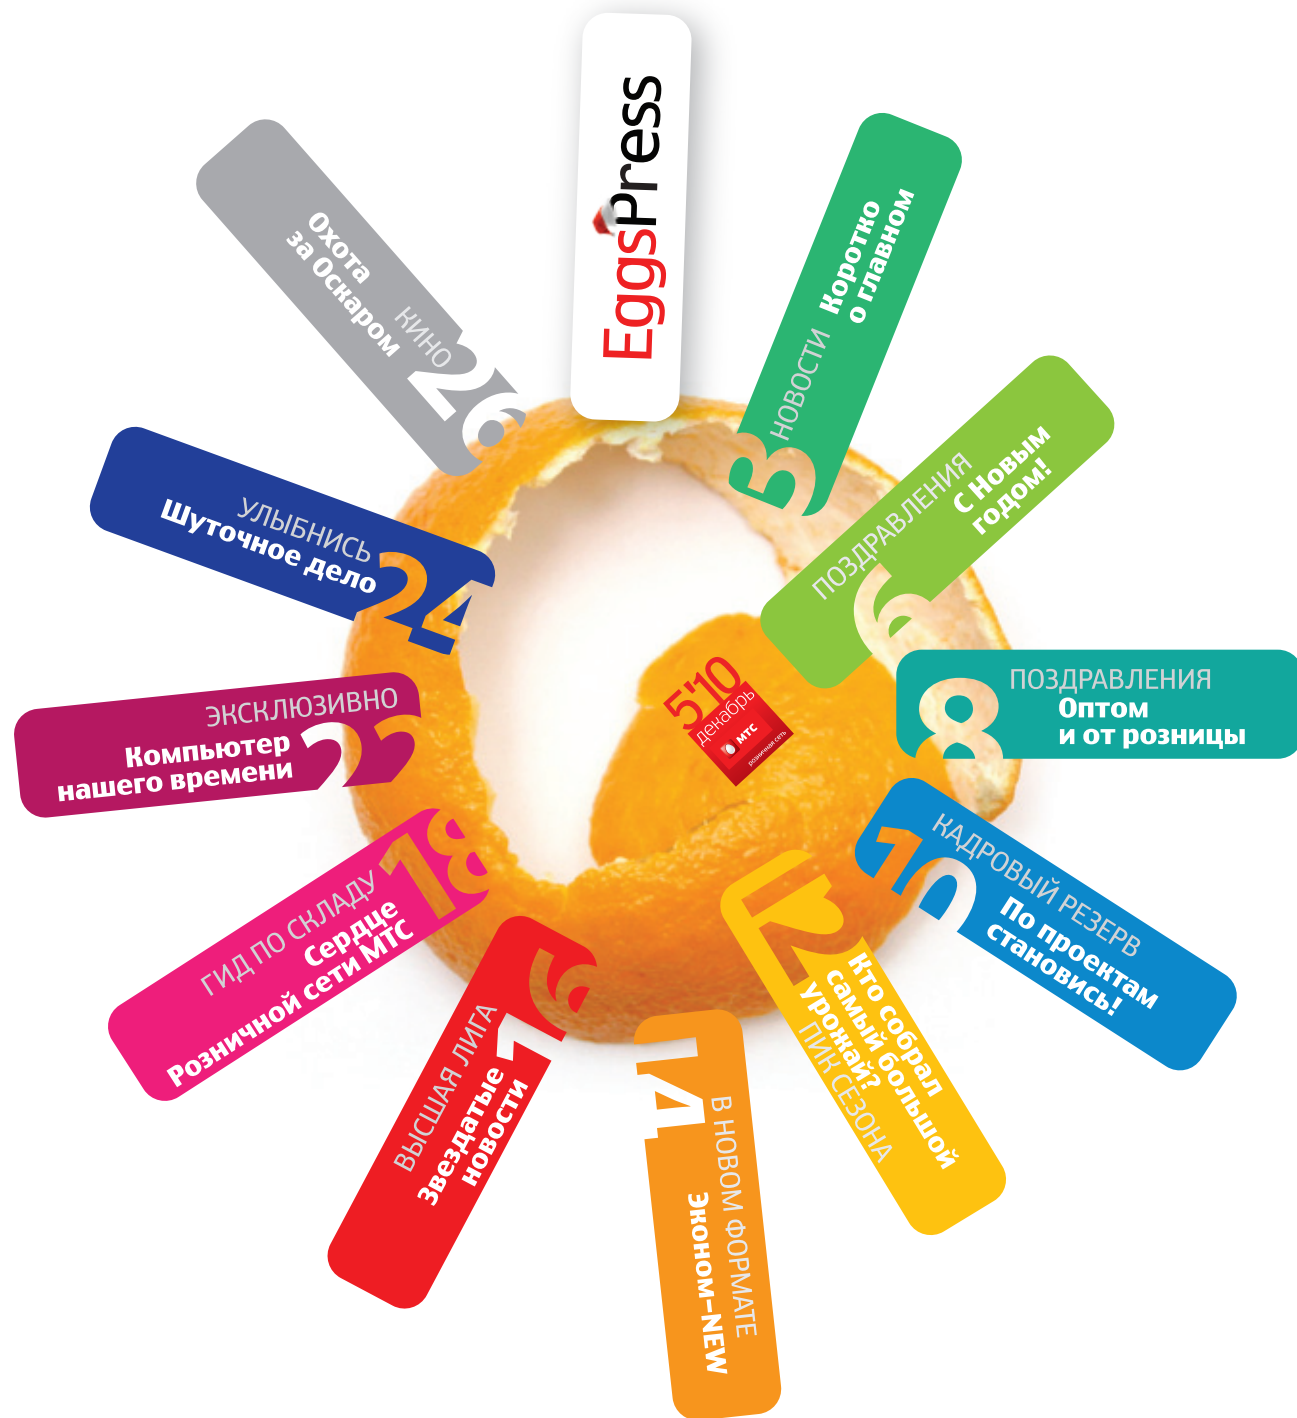 EggsPress
3
НОВОСТИ
Коротко
о главном
ПОЗДРАВЛЕНИЯ
С Новым
годом!
6
8
ПОЗДРАВЛЕНИЯ
Оптом
и от розницы
10
КАДРОВЫЙ РЕЗЕРВ
По проектам
становись!
12
Кто собрал
самый большой
урожай?
ПИК СЕЗОНА
14
В НОВОМ ФОРМАТЕ
Эконом-NEW
16
ВЫСШАЯ ЛИГА
Звездатые
новости
18
ГИД ПО СКЛАДУ
Сердце
Розничной сети МТС
22
ЭКСКЛЮЗИВНО
Компьютер
нашего времени
24
УЛЫБНИСЬ
Шуточное дело
26
КИНО
Охота
за Оскаром
5'10
декабрь
мтс
розничная сеть